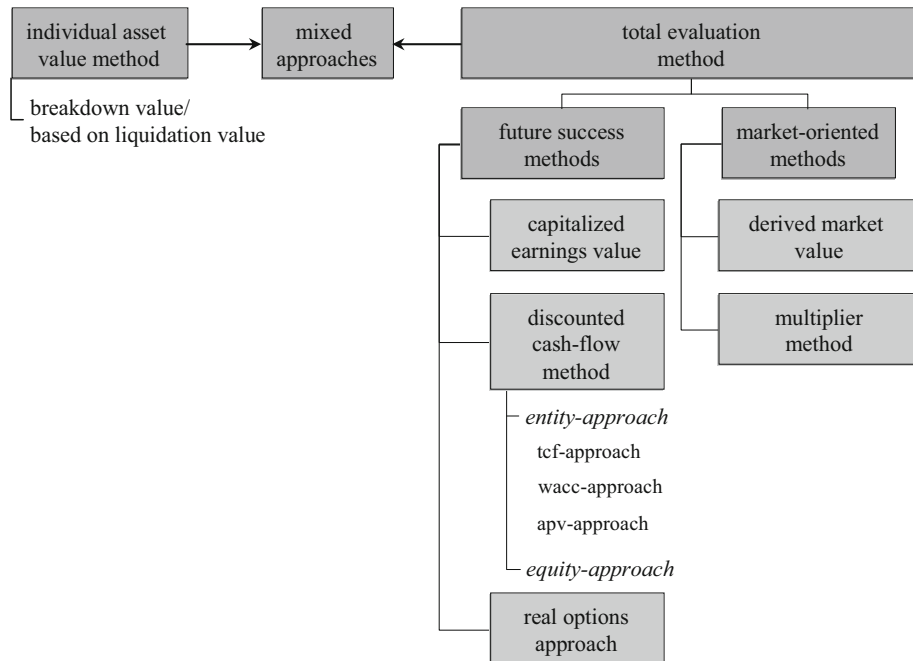 individual asset
value method
mixed
approaches
total evaluation
method
breakdown value/
based on liquidation value
future success
methods
market-oriented
methods
capitalized
earnings value
derived market
value
discounted
cash-flow
method
multiplier
method
entity-approach
tcf-approach
wacc-approach
apv-approach
equity-approach
real options
approach